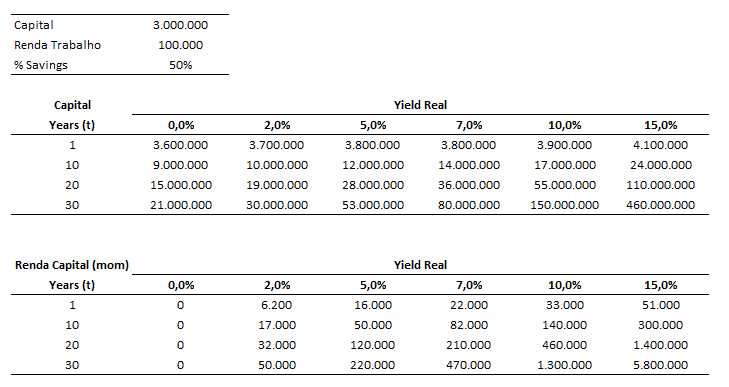 Capital 3.000.000
Renda Trabalho 100.000
% Savings 50%
Capital Yield Real
Years (t) 0,0% 2,0% 5,0% 7,0% 10,0% 15,0%
1 3.600.000 3.700.000 3.800.000 3.800.000 3.900.000 4.100.000
10 9.000.000 10.000.000 12.000.000 14.000.000 17.000.000 24.000.000
20 15.000.000 19.000.000 28.000.000 36.000.000 55.000.000 110.000.000
30 21.000.000 30.000.000 53.000.000 80.000.000 150.000.000 460.000.000
Renda Capital (mom) Yield Real
Years (t) 0,0% 2,0% 5,0% 7,0% 10,0% 15,0%
1 0 6.200 16.000 22.000 33.000 51.000
10 0 17.000 50.000 82.000 140.000 300.000
20 0 32.000 120.000 210.000 460.000 1.400.000
30 0 50.000 220.000 470.000 1.300.000 5.800.000